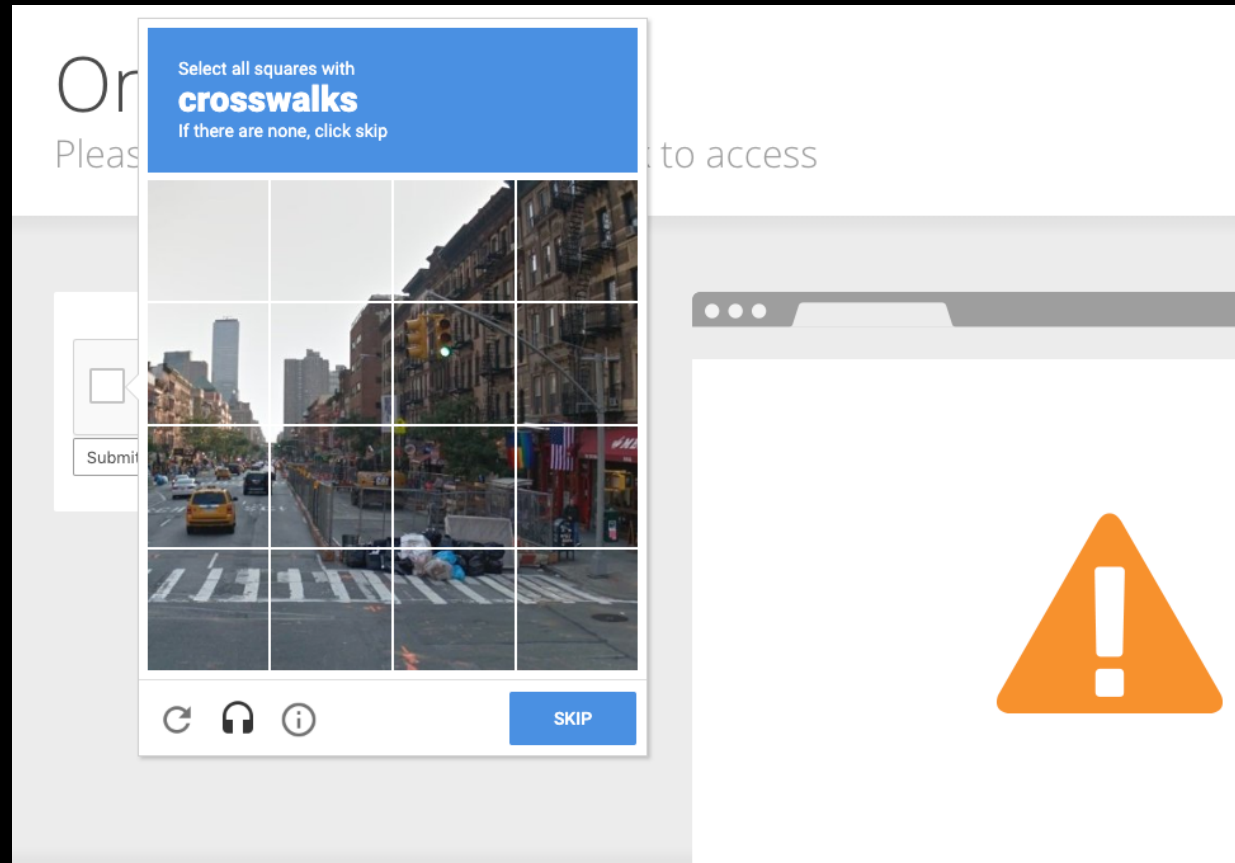 Or
Pleas to access
Select all squares with
crosswalks
If there are none, click skip
Submit
SKIP